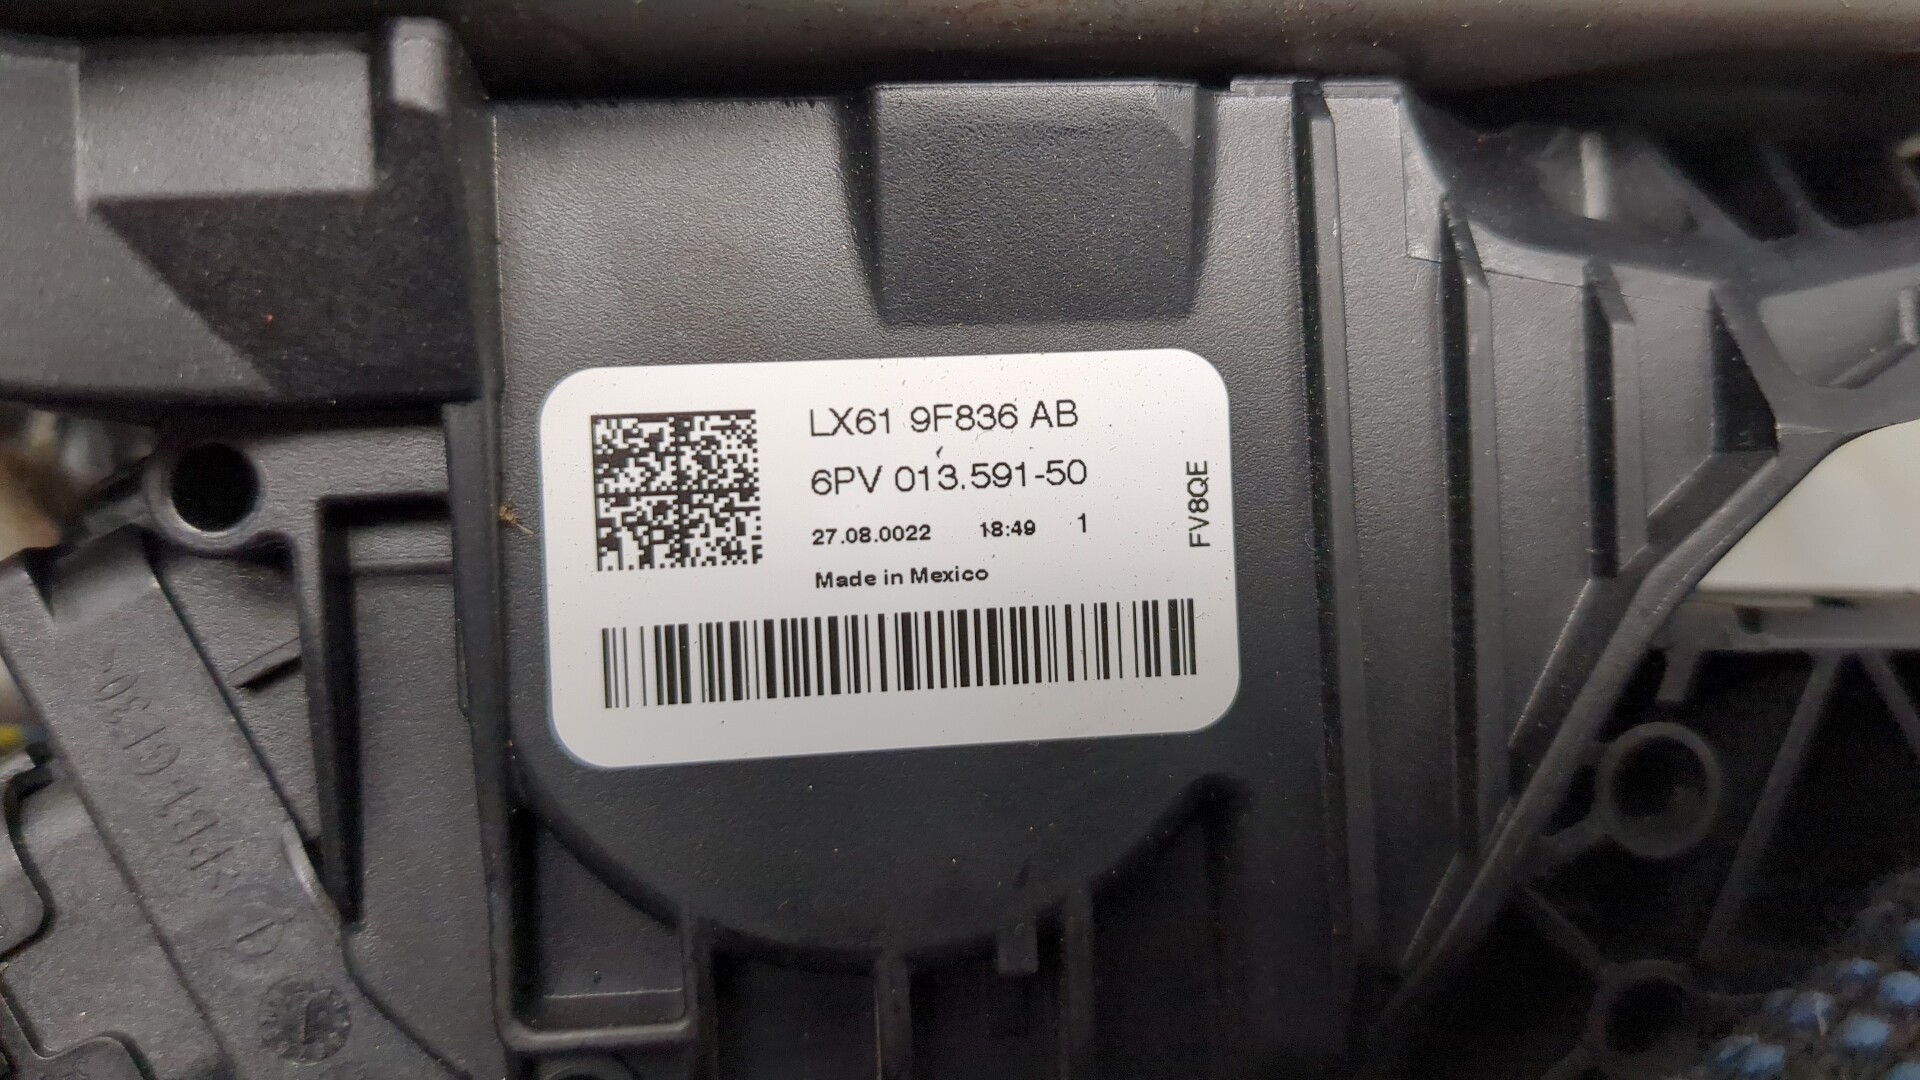 LX61 9F836 AB
6PV 013.591-50
27.08.0022 18:49 1
Made in Mexico
FV8QE